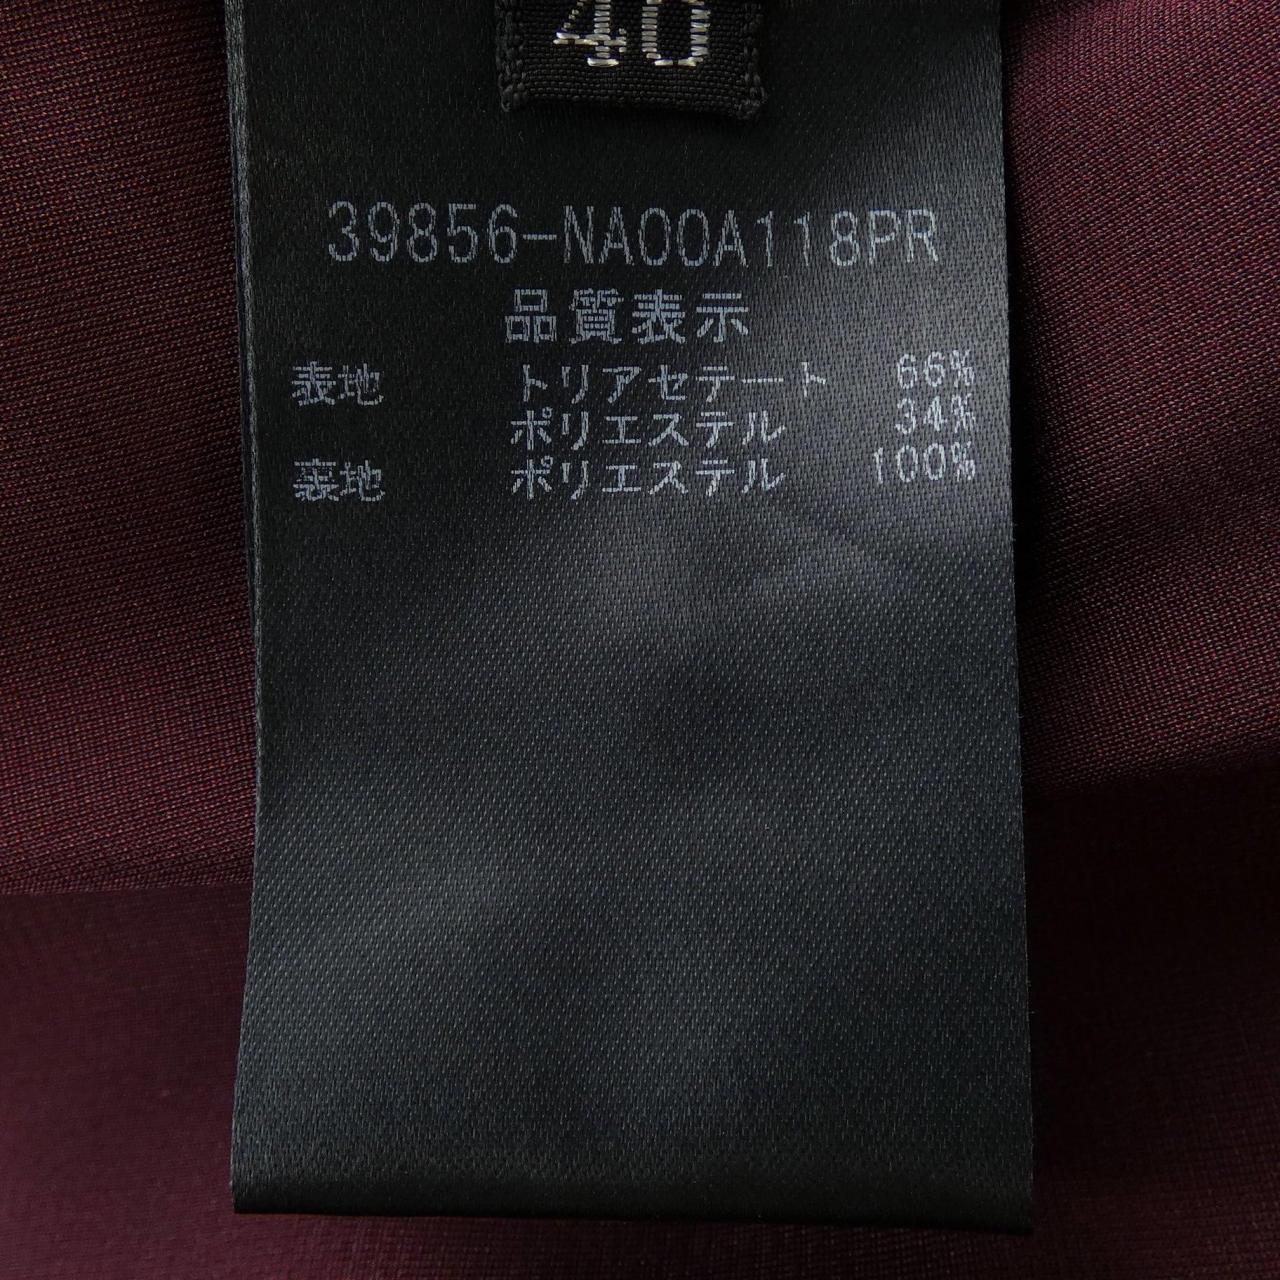 40
39856-NA00A118PR
品質表示
表地 トリアセテート 66%
ポリエステル 34%
裏地 ポリエステル 100%